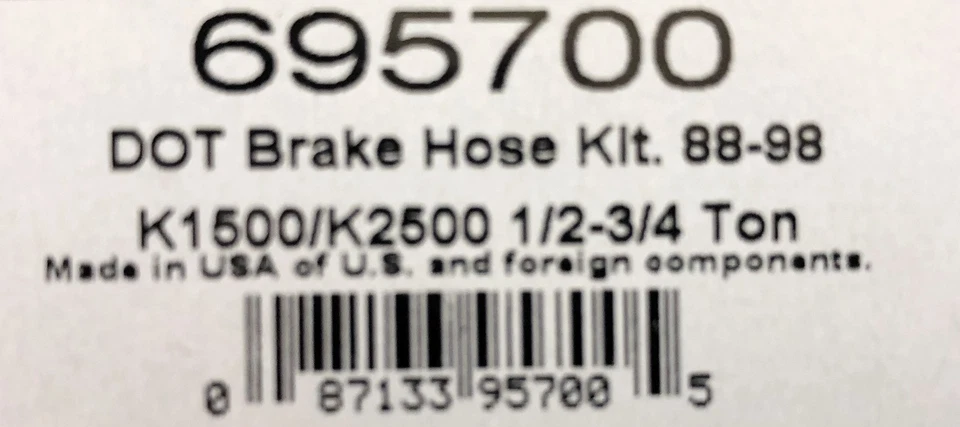 695700
DOT Brake Hose Kit. 88-98
K1500/K2500 1/2-3/4 Ton
Made in USA of U.S. and foreign components.
0 87133 95700 5